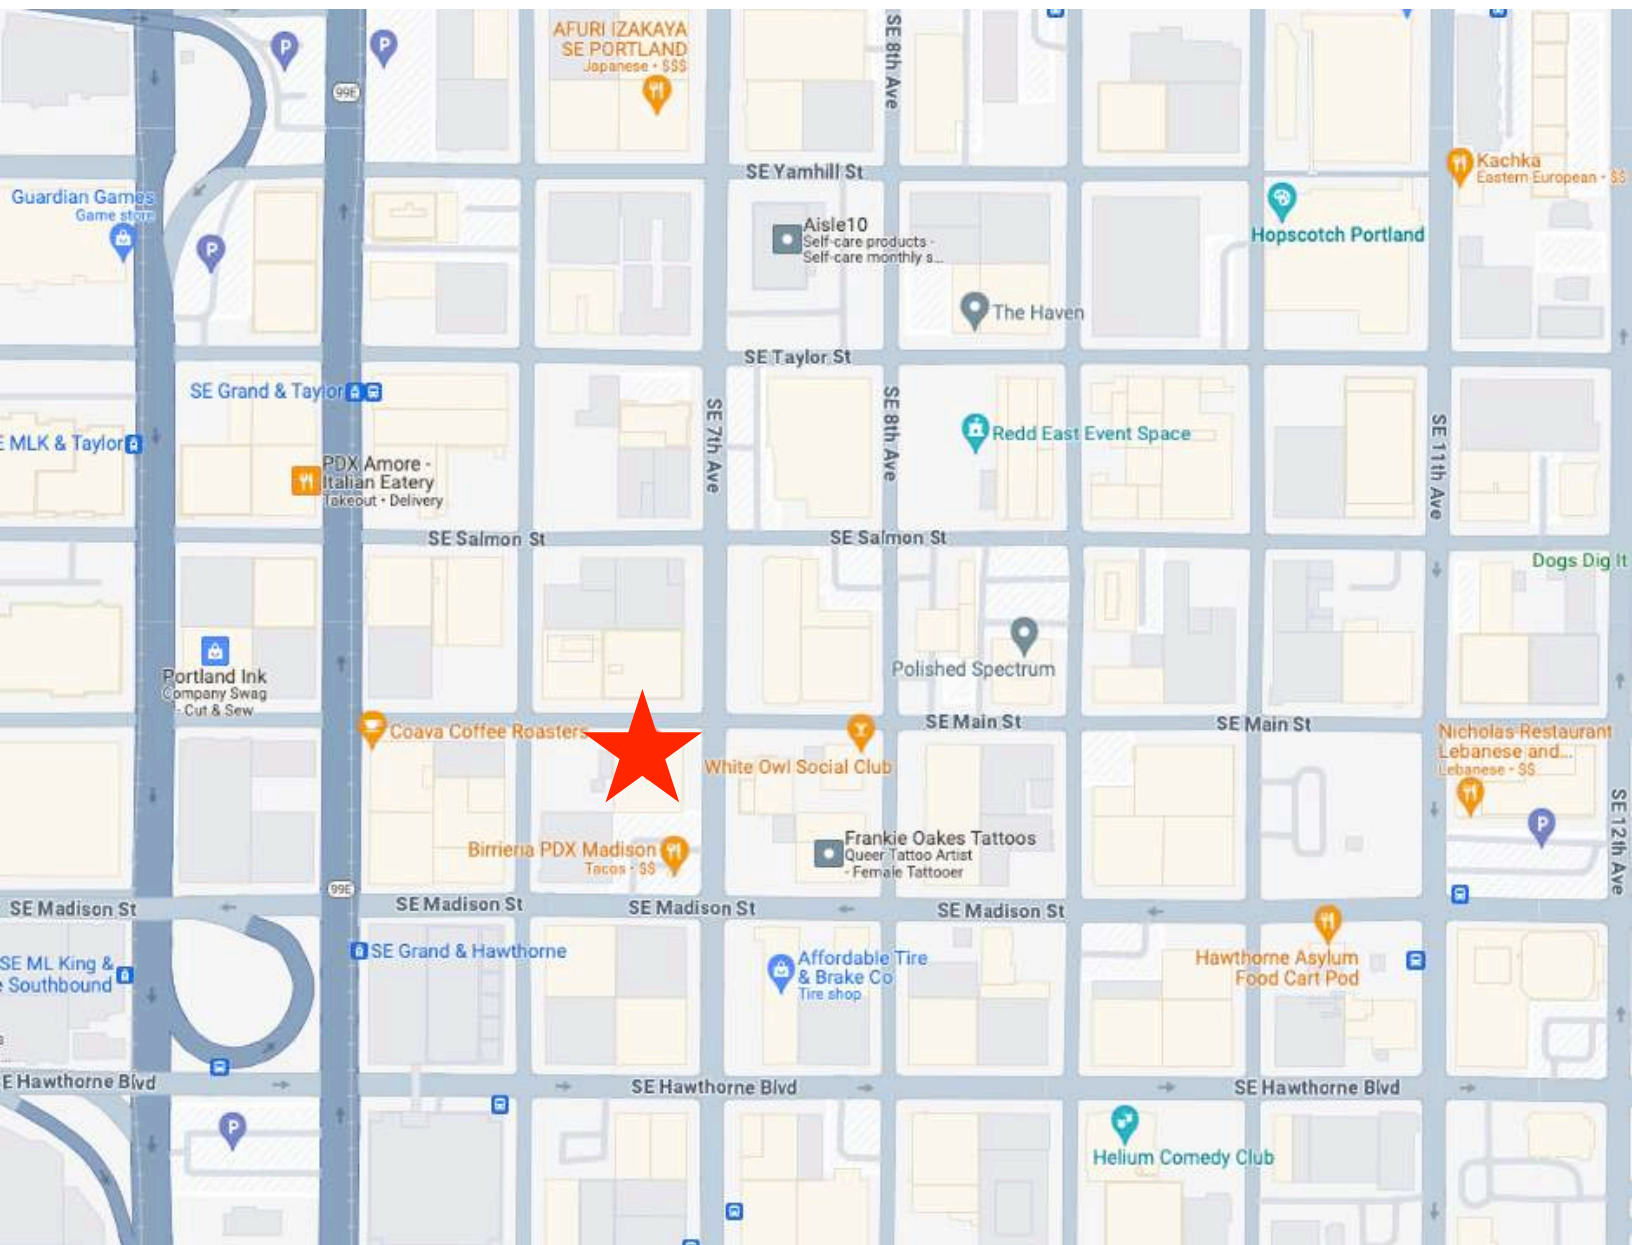 AFURI IZAKAYA
SE PORTLAND
Japanese • $$$
SE 8th Ave
P
P
99E
SE Yamhill St
Kachka
Eastern European • $$
Guardian Games
Game store
P
Aisle10
Self-care products -
Self-care monthly s...
Hopscotch Portland
The Haven
SE Taylor St
SE Grand & Taylor
SE 7th Ave
SE 8th Ave
SE 11th Ave
Redd East Event Space
E MLK & Taylor
PDX Amore -
Italian Eatery
Takeout • Delivery
SE Salmon St
SE Salmon St
Dogs Dig It
Portland Ink
Company Swag
- Cut & Sew
Polished Spectrum
Coava Coffee Roasters
SE Main St
SE Main St
White Owl Social Club
Nicholas Restaurant
Lebanese and...
Lebanese • $$
SE 12th Ave
P
Birrieria PDX Madison
Tacos • $$
Frankie Oakes Tattoos
Queer Tattoo Artist
- Female Tattooer
99E
SE Madison St
SE Madison St
SE Madison St
SE Madison St
SE Grand & Hawthorne
SE ML King &
e Southbound
Affordable Tire
& Brake Co
Tire shop
Hawthorne Asylum
Food Cart Pod
E Hawthorne Blvd
SE Hawthorne Blvd
SE Hawthorne Blvd
P
Helium Comedy Club